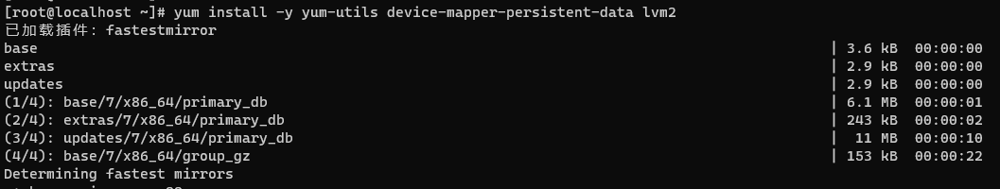 [root@localhost ~]# yum install -y yum-utils device-mapper-persistent-data lvm2
已加载插件：fastestmirror
base | 3.6 kB 00:00:00
extras | 2.9 kB 00:00:00
updates | 2.9 kB 00:00:00
(1/4): base/7/x86_64/primary_db | 6.1 MB 00:00:01
(2/4): extras/7/x86_64/primary_db | 243 kB 00:00:02
(3/4): updates/7/x86_64/primary_db | 11 MB 00:00:10
(4/4): base/7/x86_64/group_gz | 153 kB 00:00:22
Determining fastest mirrors